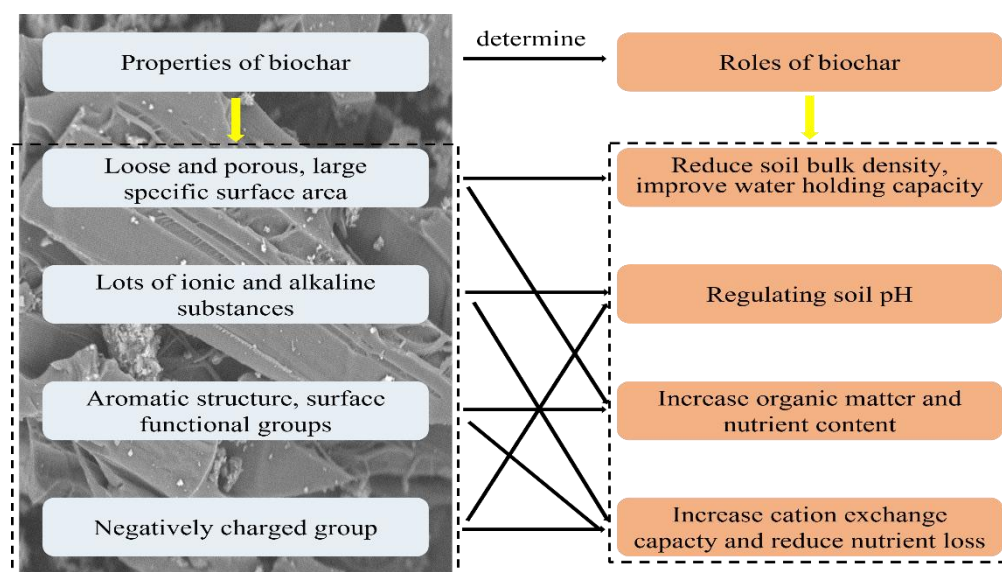 determine
Properties of biochar
Roles of biochar
Loose and porous, large
specific surface area
Reduce soil bulk density,
improve water holding capacity
Lots of ionic and alkaline
substances
Regulating soil pH
Aromatic structure, surface
functional groups
Increase organic matter and
nutrient content
Negatively charged group
Increase cation exchange
capacty and reduce nutrient loss